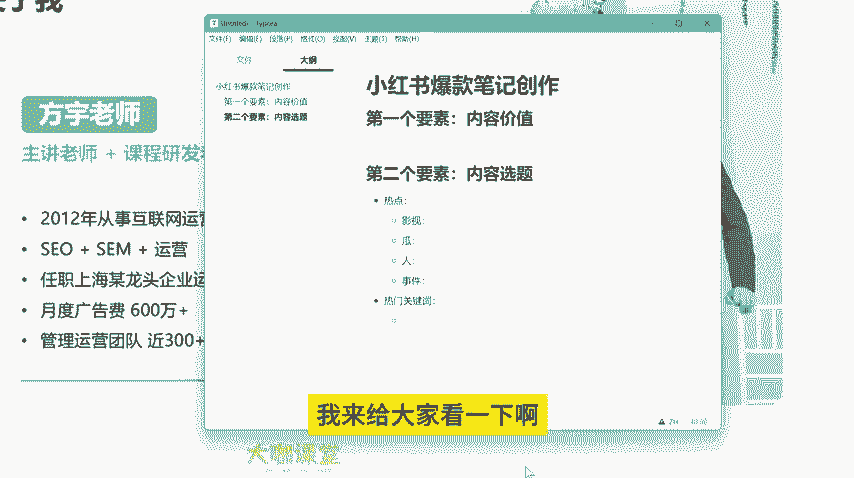 于我
方宇老师
主讲老师 + 课程研发
• 2012年从事互联网运营
• SEO + SEM + 运营
• 任职上海某龙头企业运
• 月度广告费 600万+
• 管理运营团队 近300+
文件(F) 编辑(E) 段落(P) 格式(O) 视图(V) 主题(T) 帮助(H)
文件 大纲
小红书爆款笔记创作
第一个要素：内容价值
第二个要素：内容选题
小红书爆款笔记创作
第一个要素：内容价值
第二个要素：内容选题
热点：
影视：
瓜：
人：
事件：
热门关键词：
我来给大家看一下啊
大咖课堂